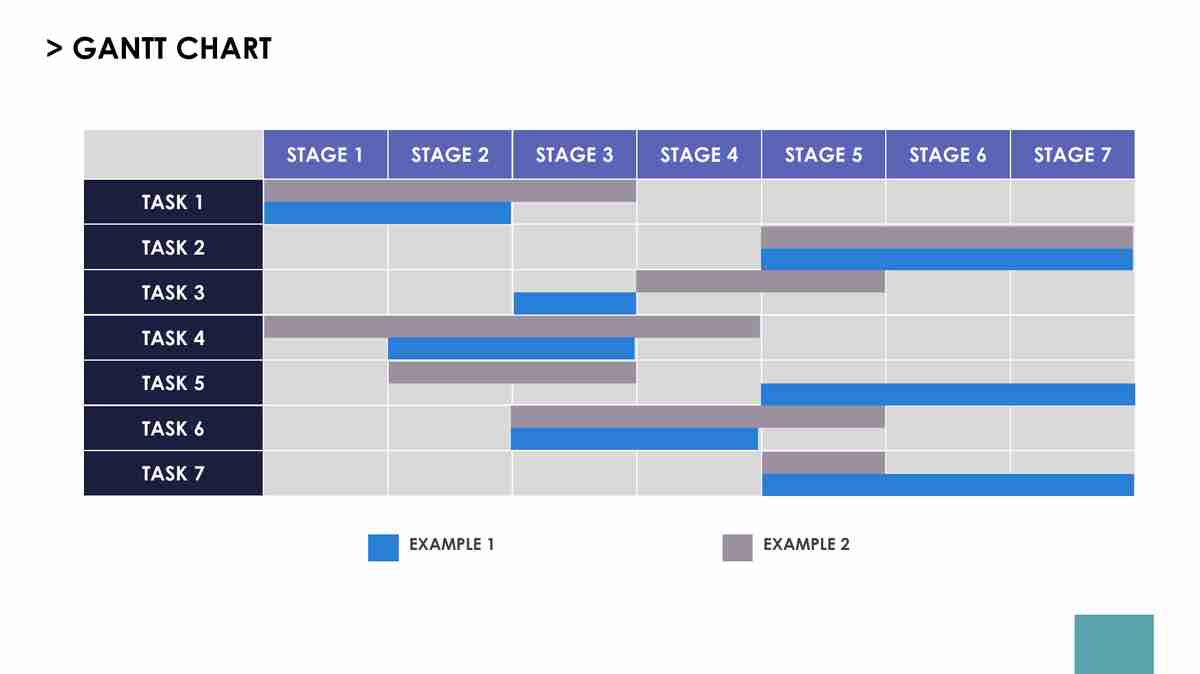 > GANTT CHART
STAGE 1 STAGE 2 STAGE 3 STAGE 4 STAGE 5 STAGE 6 STAGE 7
TASK 1
TASK 2
TASK 3
TASK 4
TASK 5
TASK 6
TASK 7
EXAMPLE 1 EXAMPLE 2